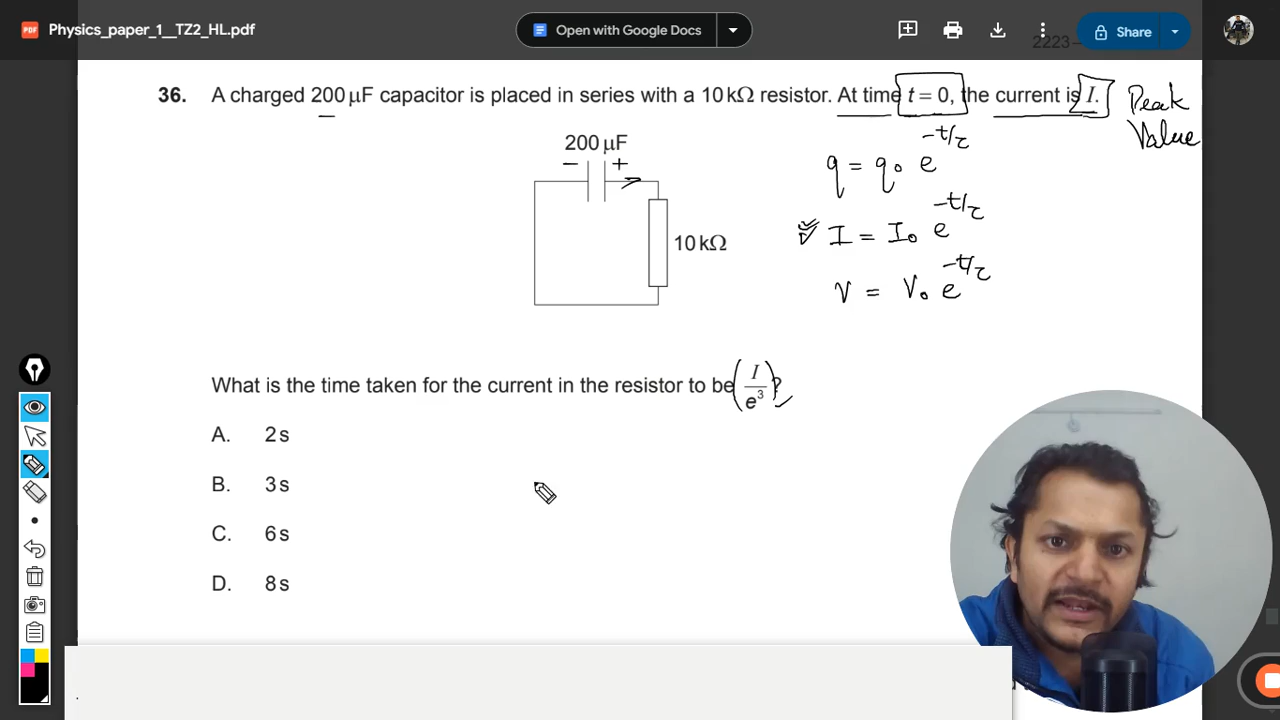 Physics_paper_1__TZ2_HL.pdf
Open with Google Docs
Share
2223
36. A charged 200 μF capacitor is placed in series with a 10 kΩ resistor. At time t = 0, the current is I.
Peak
Value
200 μF
− +
10 kΩ
q = q₀ e^(-t/τ)
I = I₀ e^(-t/τ)
V = V₀ e^(-t/τ)
What is the time taken for the current in the resistor to be (I/e³)?
A. 2 s
B. 3 s
C. 6 s
D. 8 s